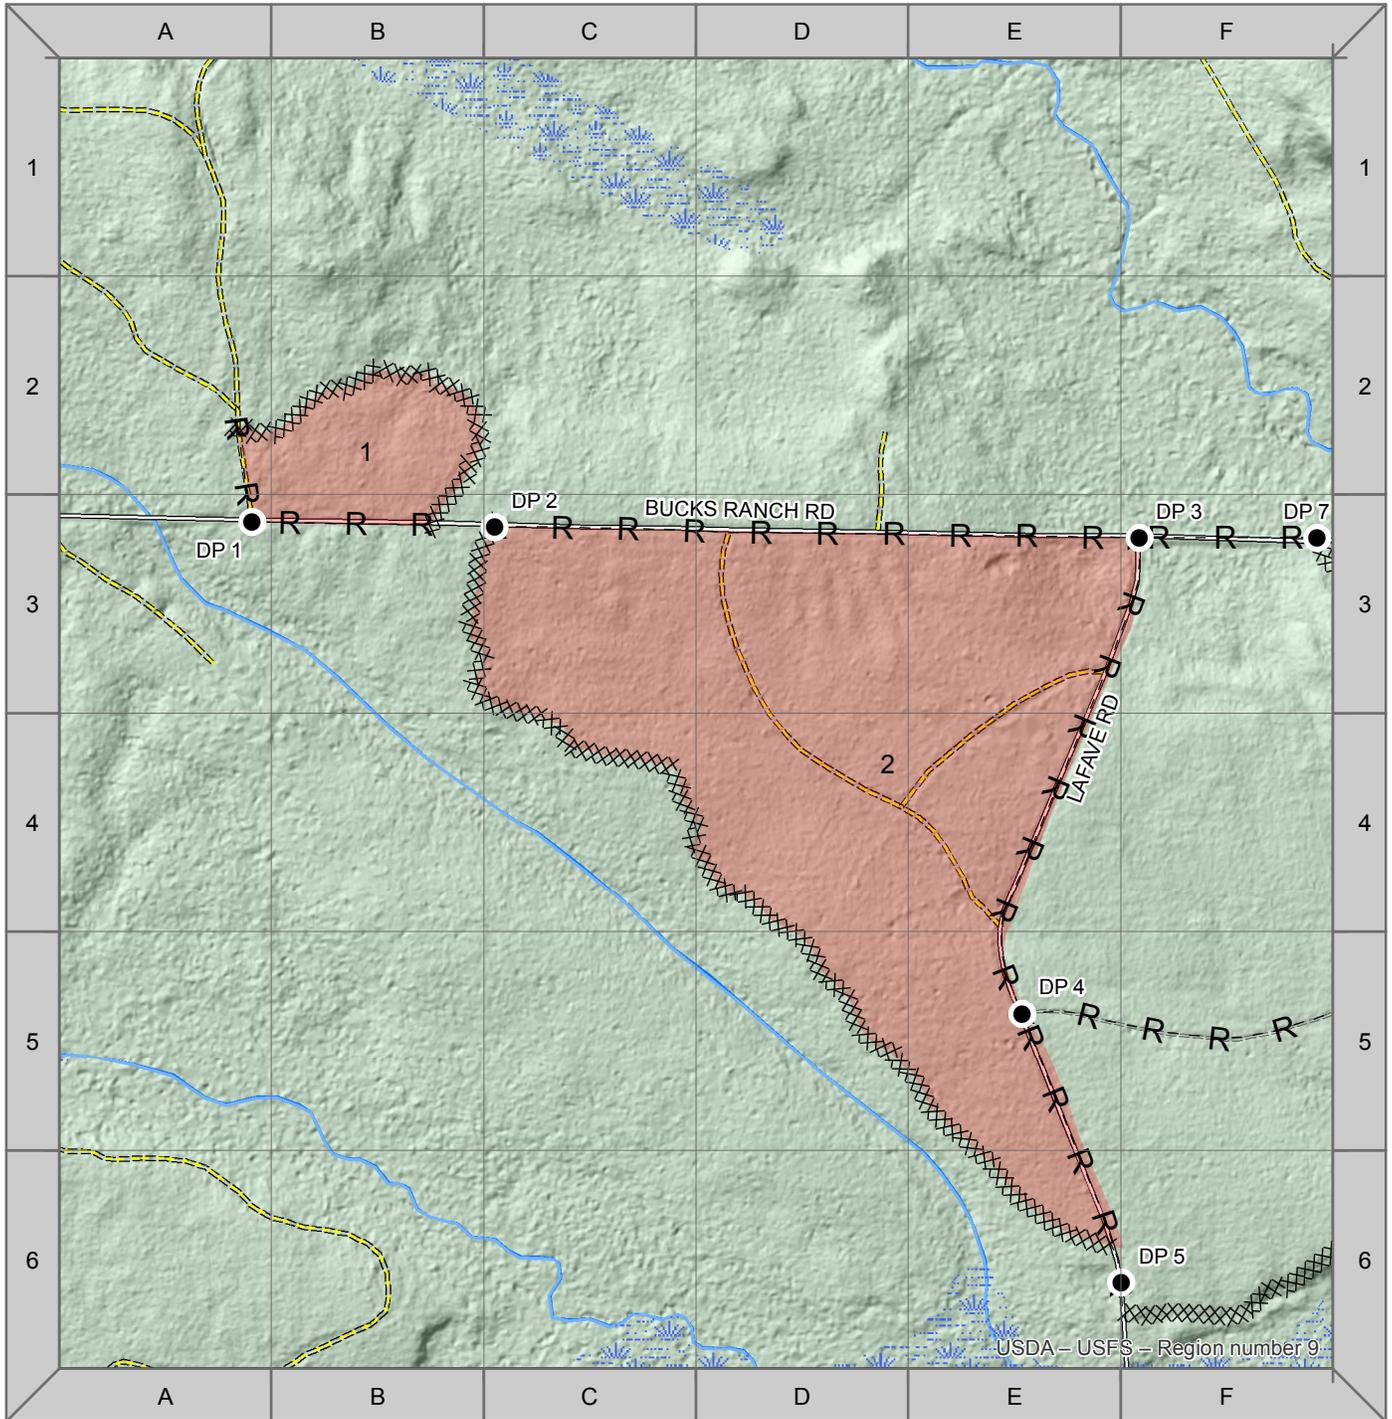 A B C D E F
1 1
2 2
1
DP 2
BUCKS RANCH RD
DP 3
DP 7
R R
R R R R R R R R R R R R R R R
DP 1
3 3
R
R
R
LAFAVE RD
2
R
4 4
R
R
R
DP 4
R R R R
R
5 5
R
R
R
DP 5
6 6
USDA – USFS – Region number 9
A B C D E F